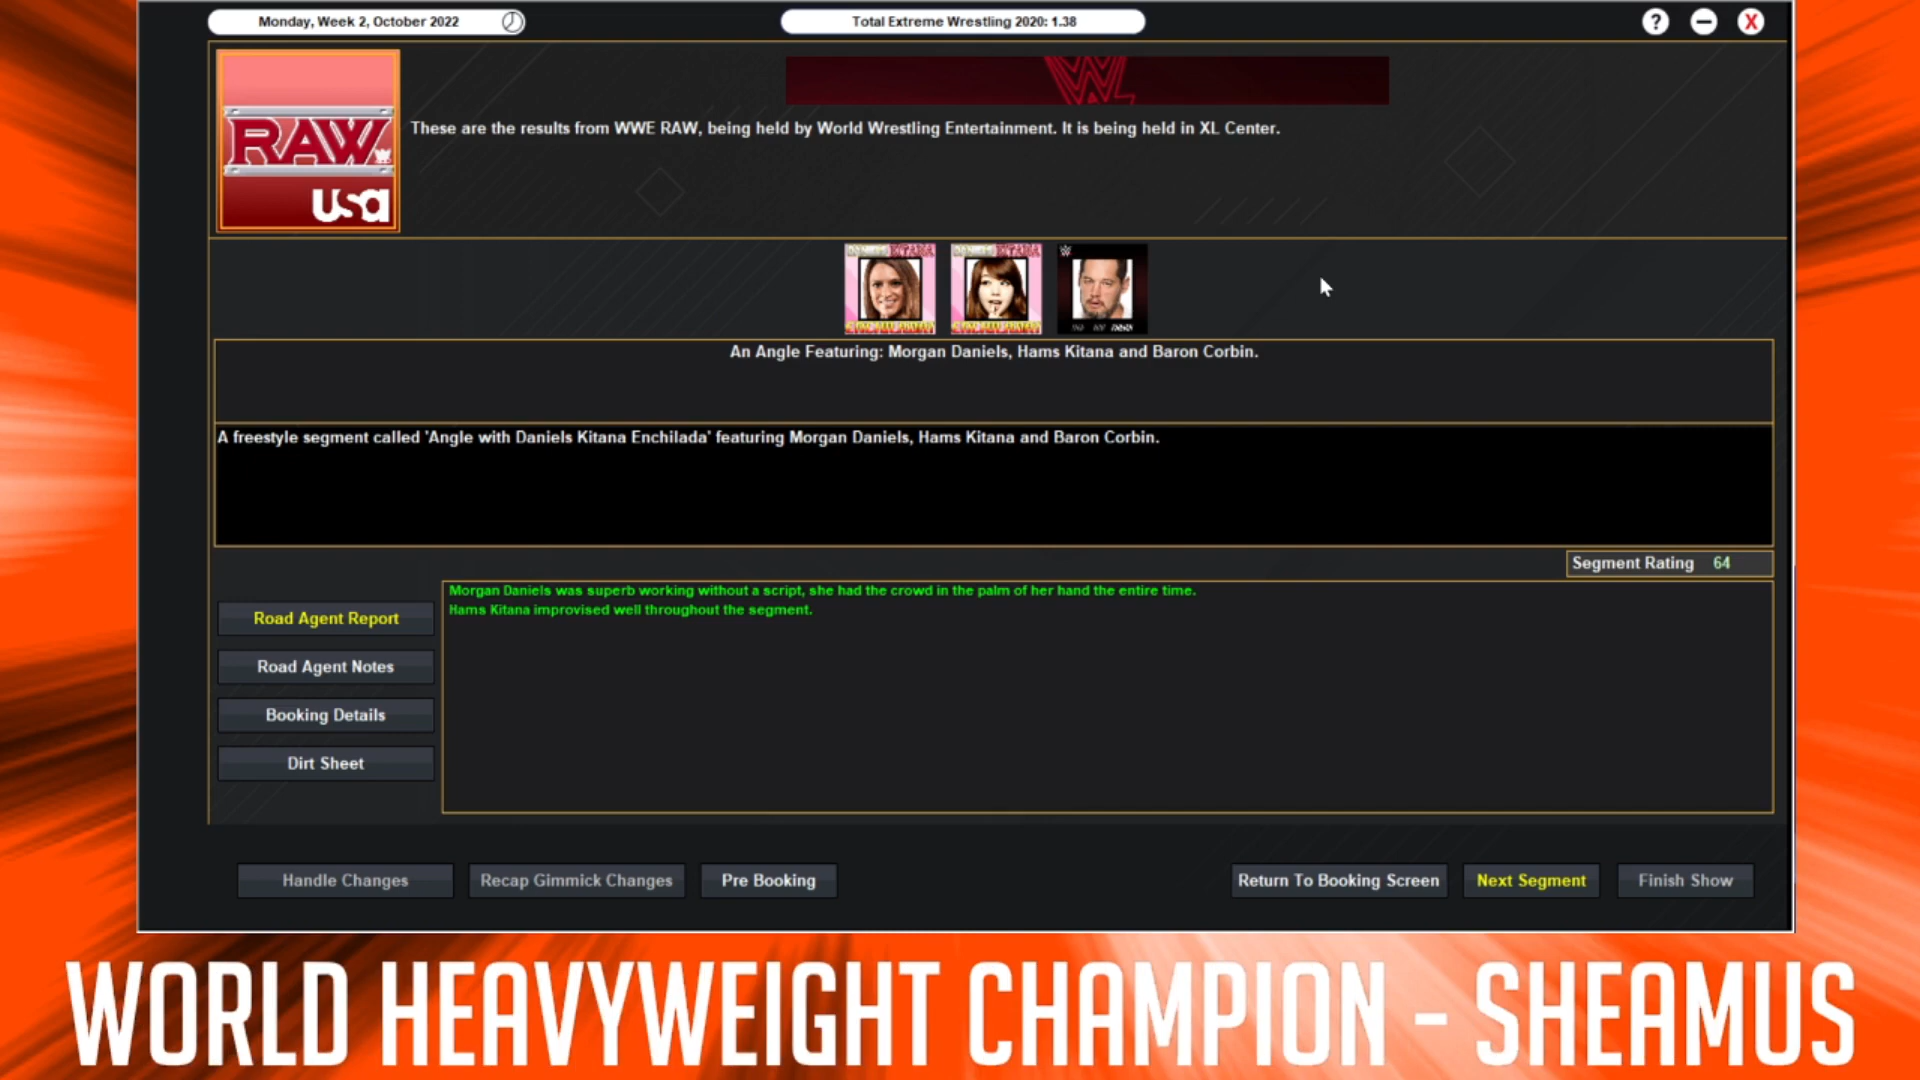 Monday, Week 2, October 2022
Total Extreme Wrestling 2020: 1.38
?
X
RAW
usa
These are the results from WWE RAW, being held by World Wrestling Entertainment. It is being held in XL Center.
An Angle Featuring: Morgan Daniels, Hams Kitana and Baron Corbin.
A freestyle segment called 'Angle with Daniels Kitana Enchilada' featuring Morgan Daniels, Hams Kitana and Baron Corbin.
Segment Rating 64
Morgan Daniels was superb working without a script, she had the crowd in the palm of her hand the entire time.
Hams Kitana improvised well throughout the segment.
Road Agent Report
Road Agent Notes
Booking Details
Dirt Sheet
Handle Changes
Recap Gimmick Changes
Pre Booking
Return To Booking Screen
Next Segment
Finish Show
WORLD HEAVYWEIGHT CHAMPION - SHEAMUS